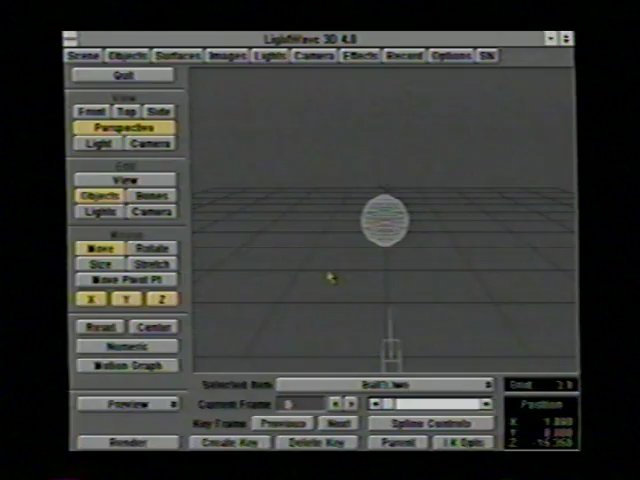 LightWave 3D 4.0
Scene Objects Surfaces Images Lights Camera Effects Record Options
Quit
View
Front Top Side
Perspective
Light Camera
Edit
View
Objects Bones
Lights Camera
Mouse
Move Rotate
Size Stretch
Move Pivot Pt
X Y Z
Reset Center
Numeric
Motion Graph
Selected Item
Current Frame 0
Preview
Key Frame Previous Next Spline Controls
Render Create Key Delete Key Parent I K Opts
Position
X
Y
Z